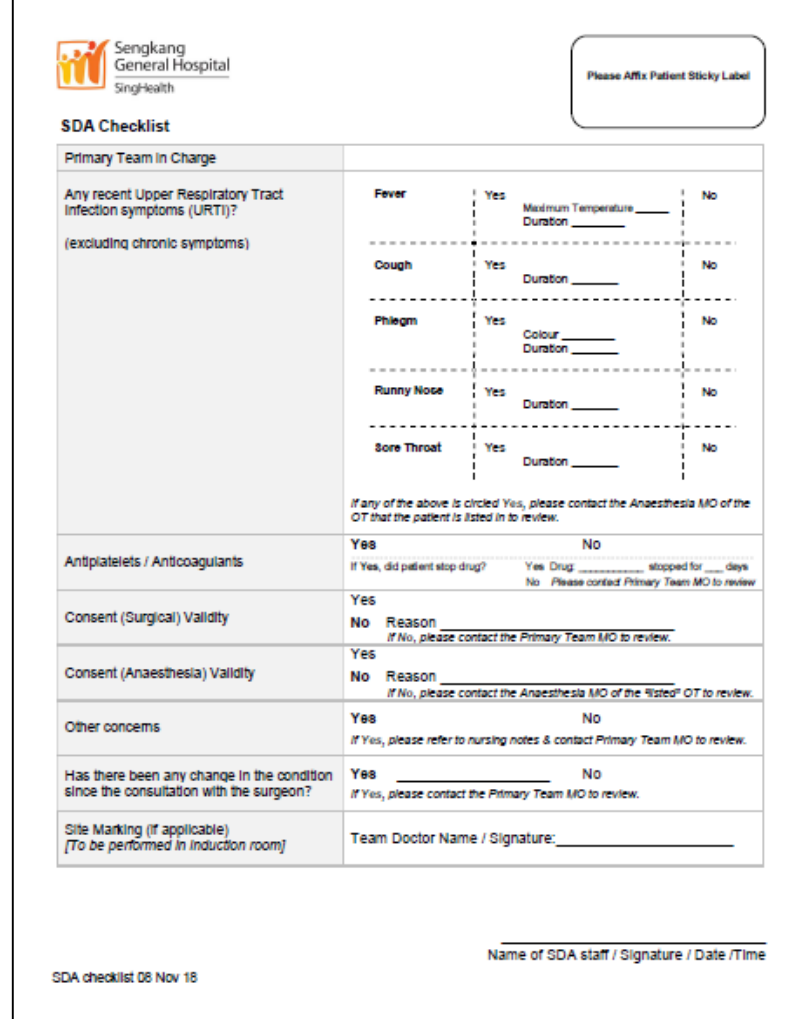 Sengkang
General Hospital
SingHealth
Please Affix Patient Sticky Label
SDA Checklist
Primary Team in Charge
Any recent Upper Respiratory Tract
Infection symptoms (URTI)?
(excluding chronic symptoms)
Fever Yes No
Maximum Temperature _____
Duration ________
Cough Yes No
Duration _______
Phlegm Yes No
Colour ________
Duration _______
Runny Nose Yes No
Duration _______
Sore Throat Yes No
Duration _______
If any of the above is circled Yes, please contact the Anaesthesia MO of the
OT that the patient is listed in to review.
Antiplatelets / Anticoagulants
Yes No
If Yes, did patient stop drug? Yes Drug: ___________ stopped for ___ days
No Please contact Primary Team MO to review
Consent (Surgical) Validity
Yes
No Reason ______________________________
If No, please contact the Primary Team MO to review.
Consent (Anaesthesia) Validity
Yes
No Reason ______________________________
If No, please contact the Anaesthesia MO of the "listed" OT to review.
Other concerns
Yes No
If Yes, please refer to nursing notes & contact Primary Team MO to review.
Has there been any change in the condition
since the consultation with the surgeon?
Yes ____________________ No
If Yes, please contact the Primary Team MO to review.
Site Marking (if applicable)
[To be performed in induction room]
Team Doctor Name / Signature:_______________________
Name of SDA staff / Signature / Date /Time
SDA checklist 08 Nov 18